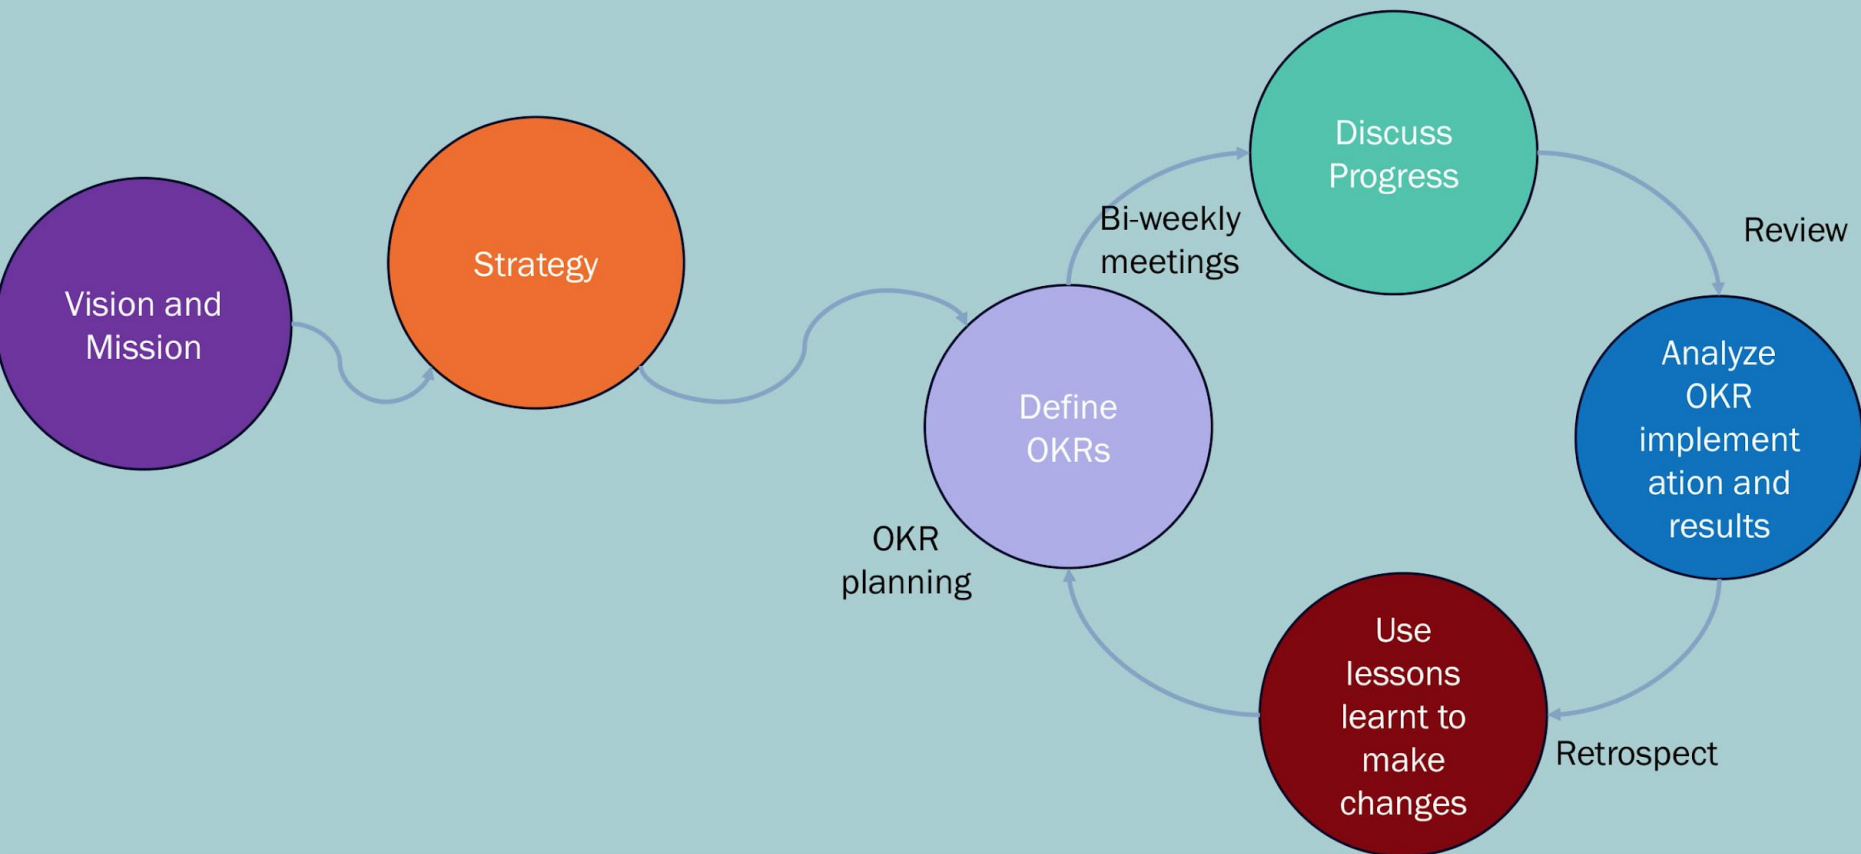 Vision and
Mission
Strategy
Define
OKRs
OKR
planning
Bi-weekly
meetings
Discuss
Progress
Review
Analyze
OKR
implement
ation and
results
Retrospect
Use
lessons
learnt to
make
changes